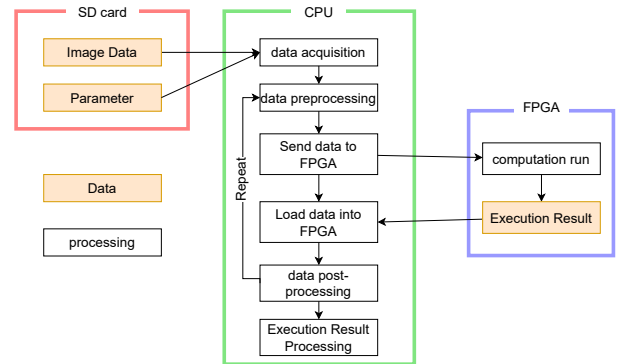 SD card
Image Data
Parameter
Data
processing
CPU
data acquisition
data preprocessing
Send data to
FPGA
Load data into
FPGA
data post-
processing
Execution Result
Processing
Repeat
FPGA
computation run
Execution Result